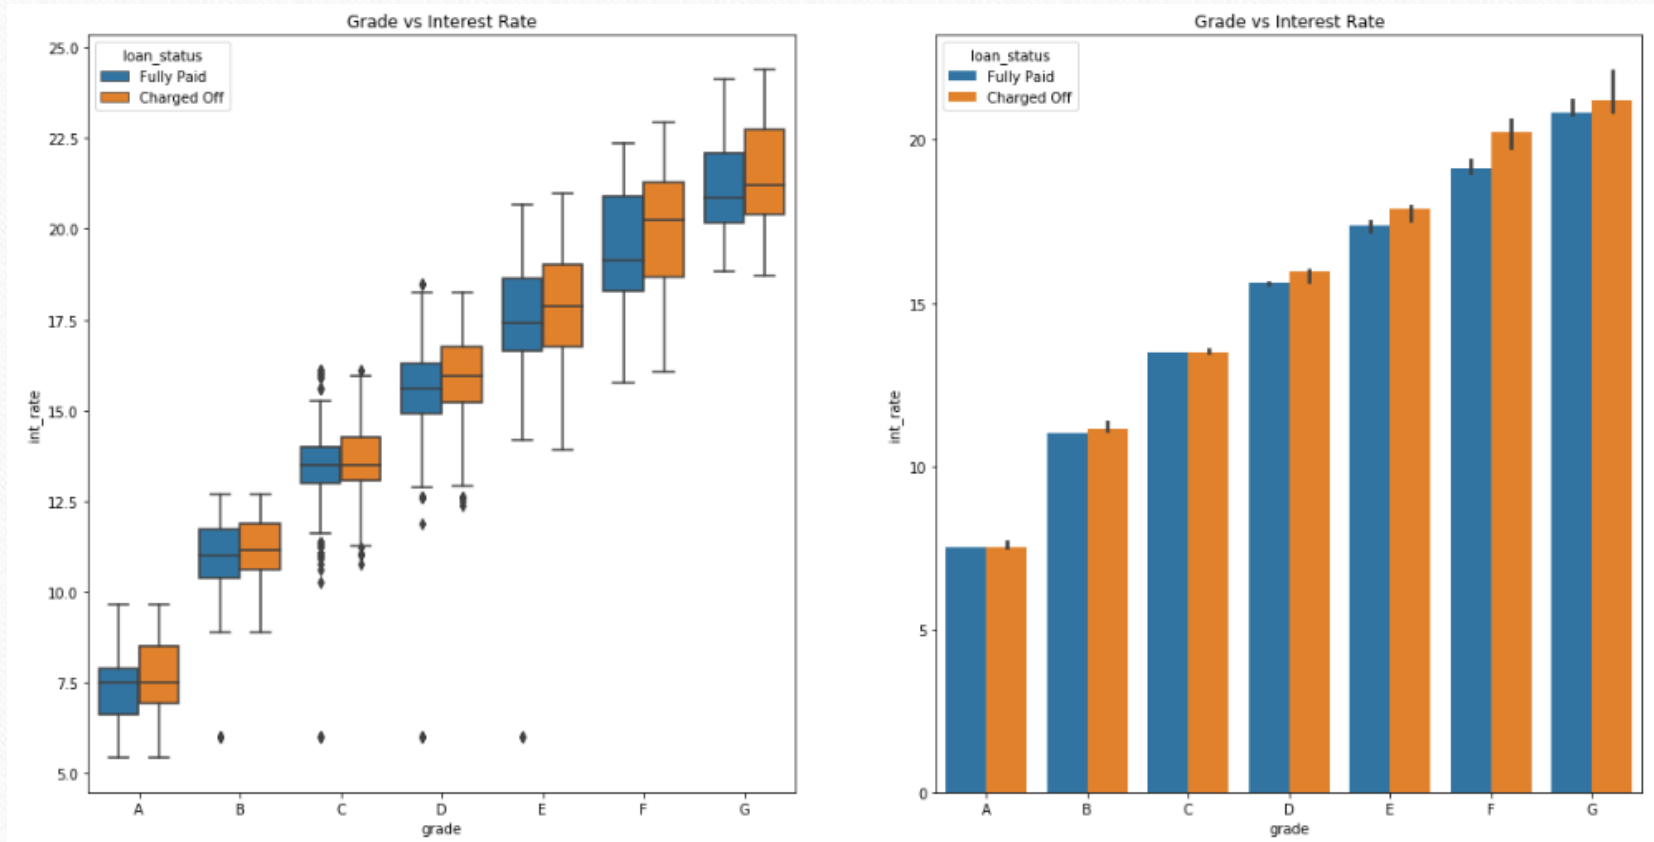 Grade vs Interest Rate
loan_status
Fully Paid
Charged Off
25.0
22.5
20.0
17.5
15.0
12.5
10.0
7.5
5.0
int_rate
A B C D E F G
grade
Grade vs Interest Rate
loan_status
Fully Paid
Charged Off
20
15
10
5
0
int_rate
A B C D E F G
grade